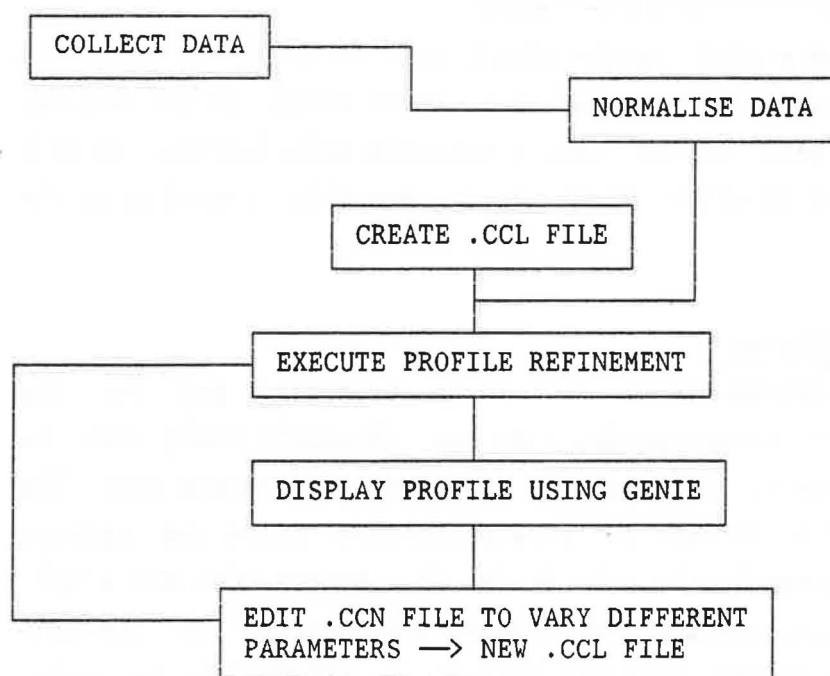 COLLECT DATA
NORMALISE DATA
CREATE .CCL FILE
EXECUTE PROFILE REFINEMENT
DISPLAY PROFILE USING GENIE
EDIT .CCN FILE TO VARY DIFFERENT
PARAMETERS —> NEW .CCL FILE